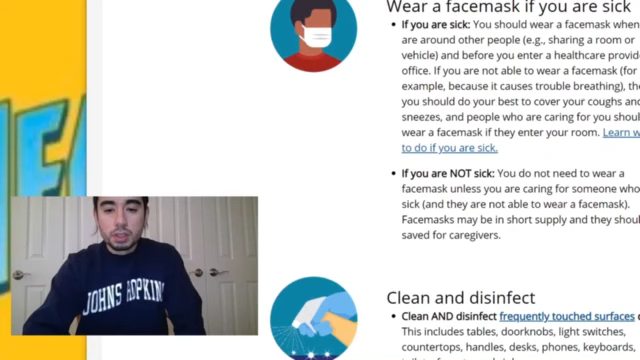 Wear a facemask if you are sick
• If you are sick: You should wear a facemask when
are around other people (e.g., sharing a room or
vehicle) and before you enter a healthcare provid
office. If you are not able to wear a facemask (for
example, because it causes trouble breathing), the
you should do your best to cover your coughs and
sneezes, and people who are caring for you shoul
wear a facemask if they enter your room. Learn w
to do if you are sick.
• If you are NOT sick: You do not need to wear a
facemask unless you are caring for someone who
sick (and they are not able to wear a facemask).
Facemasks may be in short supply and they shoul
saved for caregivers.
JOHNS HOPKINS
Clean and disinfect
• Clean AND disinfect frequently touched surfaces
This includes tables, doorknobs, light switches,
countertops, handles, desks, phones, keyboards,